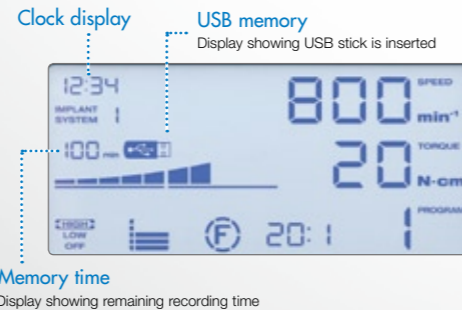 Clock display
USB memory
Display showing USB stick is inserted
12:34
IMPLANT
SYSTEM 1
800 SPEED
min⁻¹
100 min
20 TORQUE
N·cm
HIGH
LOW
OFF
F
20:1
1 PROGRAM
Memory time
Display showing remaining recording time